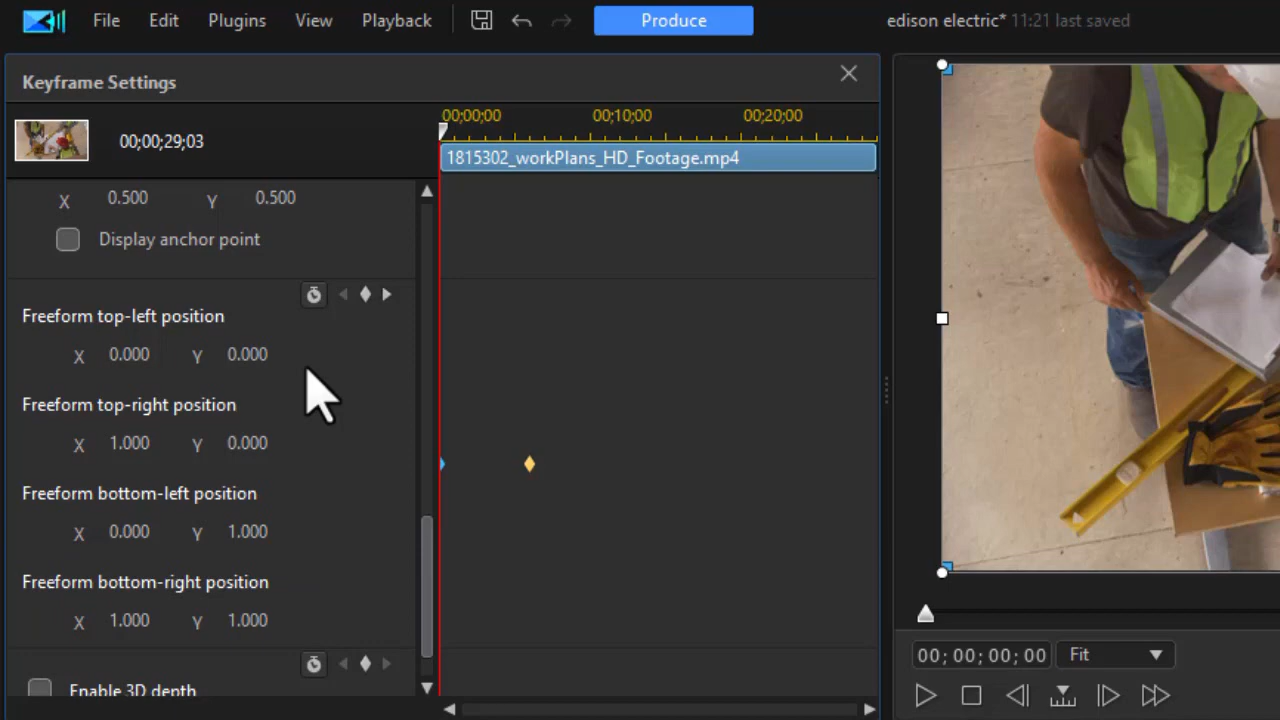 File Edit Plugins View Playback Produce edison electric* 11:21 last saved
Keyframe Settings
00;00;00 00;10;00 00;20;00
00;00;29;03
1815302_workPlans_HD_Footage.mp4
X 0.500 Y 0.500
Display anchor point
Freeform top-left position
X 0.000 Y 0.000
Freeform top-right position
X 1.000 Y 0.000
Freeform bottom-left position
X 0.000 Y 1.000
Freeform bottom-right position
X 1.000 Y 1.000
00; 00; 00; 00 Fit
Enable 3D depth